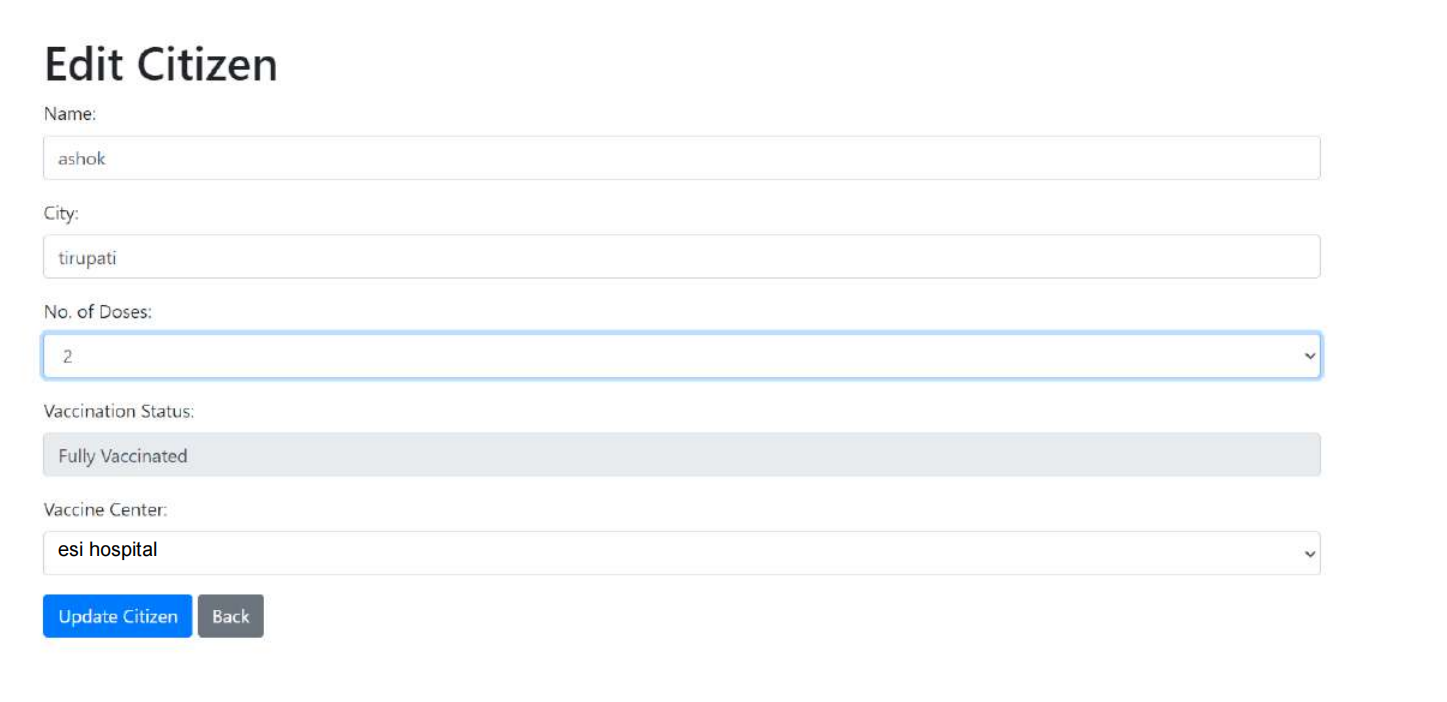 Edit Citizen
Name:
ashok
City:
tirupati
No. of Doses:
2
Vaccination Status:
Fully Vaccinated
Vaccine Center:
esi hospital
Update Citizen Back